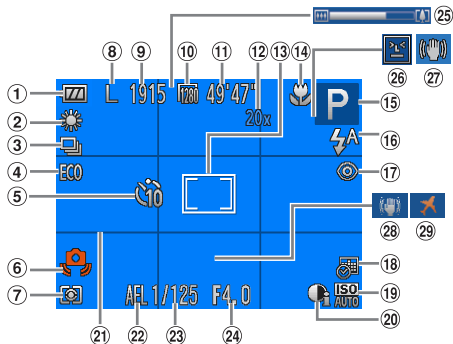 ⑧ ⑨ ⑩ ⑪ ⑫ ⑬ ⑭ ㉕
㉖ ㉗
① L 1915 1280 49'47" P ⑮
② 20x
③ A ⑯
④ ECO ⑰
⑤ 10
㉘ ㉙
⑥ ⑱
⑦ ISO AUTO ⑲
AFL 1/125 F4.0 i ⑳
㉑ ㉒ ㉓ ㉔